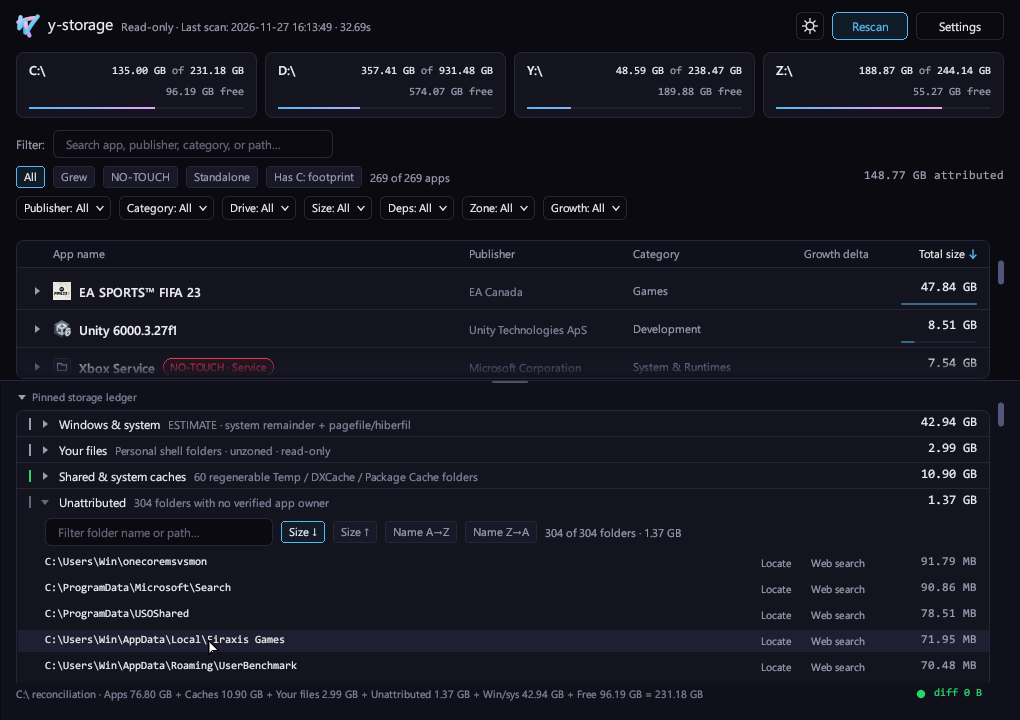 y-storage Read-only · Last scan: 2026-11-27 16:13:49 · 32.69s Rescan Settings
C:\ 135.00 GB of 231.18 GB
96.19 GB free
D:\ 357.41 GB of 931.48 GB
574.07 GB free
Y:\ 48.59 GB of 238.47 GB
189.88 GB free
Z:\ 188.87 GB of 244.14 GB
55.27 GB free
Filter: Search app, publisher, category, or path...
All Grew NO-TOUCH Standalone Has C: footprint 269 of 269 apps 148.77 GB attributed
Publisher: All Category: All Drive: All Size: All Deps: All Zone: All Growth: All
App name Publisher Category Growth delta Total size ↓
EA SPORTS™ FIFA 23 EA Canada Games 47.84 GB
Unity 6000.3.27f1 Unity Technologies ApS Development 8.51 GB
Xbox Service NO-TOUCH · Service Microsoft Corporation System & Runtimes 7.54 GB
Pinned storage ledger
Windows & system ESTIMATE · system remainder + pagefile/hiberfil 42.94 GB
Your files Personal shell folders · unzoned · read-only 2.99 GB
Shared & system caches 60 regenerable Temp / DXCache / Package Cache folders 10.90 GB
Unattributed 304 folders with no verified app owner 1.37 GB
Filter folder name or path... Size ↓ Size ↑ Name A→Z Name Z→A 304 of 304 folders · 1.37 GB
C:\Users\Win\onecoremsvsmon Locate Web search 91.79 MB
C:\ProgramData\Microsoft\Search Locate Web search 90.86 MB
C:\ProgramData\USOShared Locate Web search 78.51 MB
C:\Users\Win\AppData\Local\Firaxis Games Locate Web search 71.95 MB
C:\Users\Win\AppData\Roaming\UserBenchmark Locate Web search 70.48 MB
C:\ reconciliation · Apps 76.80 GB + Caches 10.90 GB + Your files 2.99 GB + Unattributed 1.37 GB + Win/sys 42.94 GB + Free 96.19 GB = 231.18 GB diff 0 B